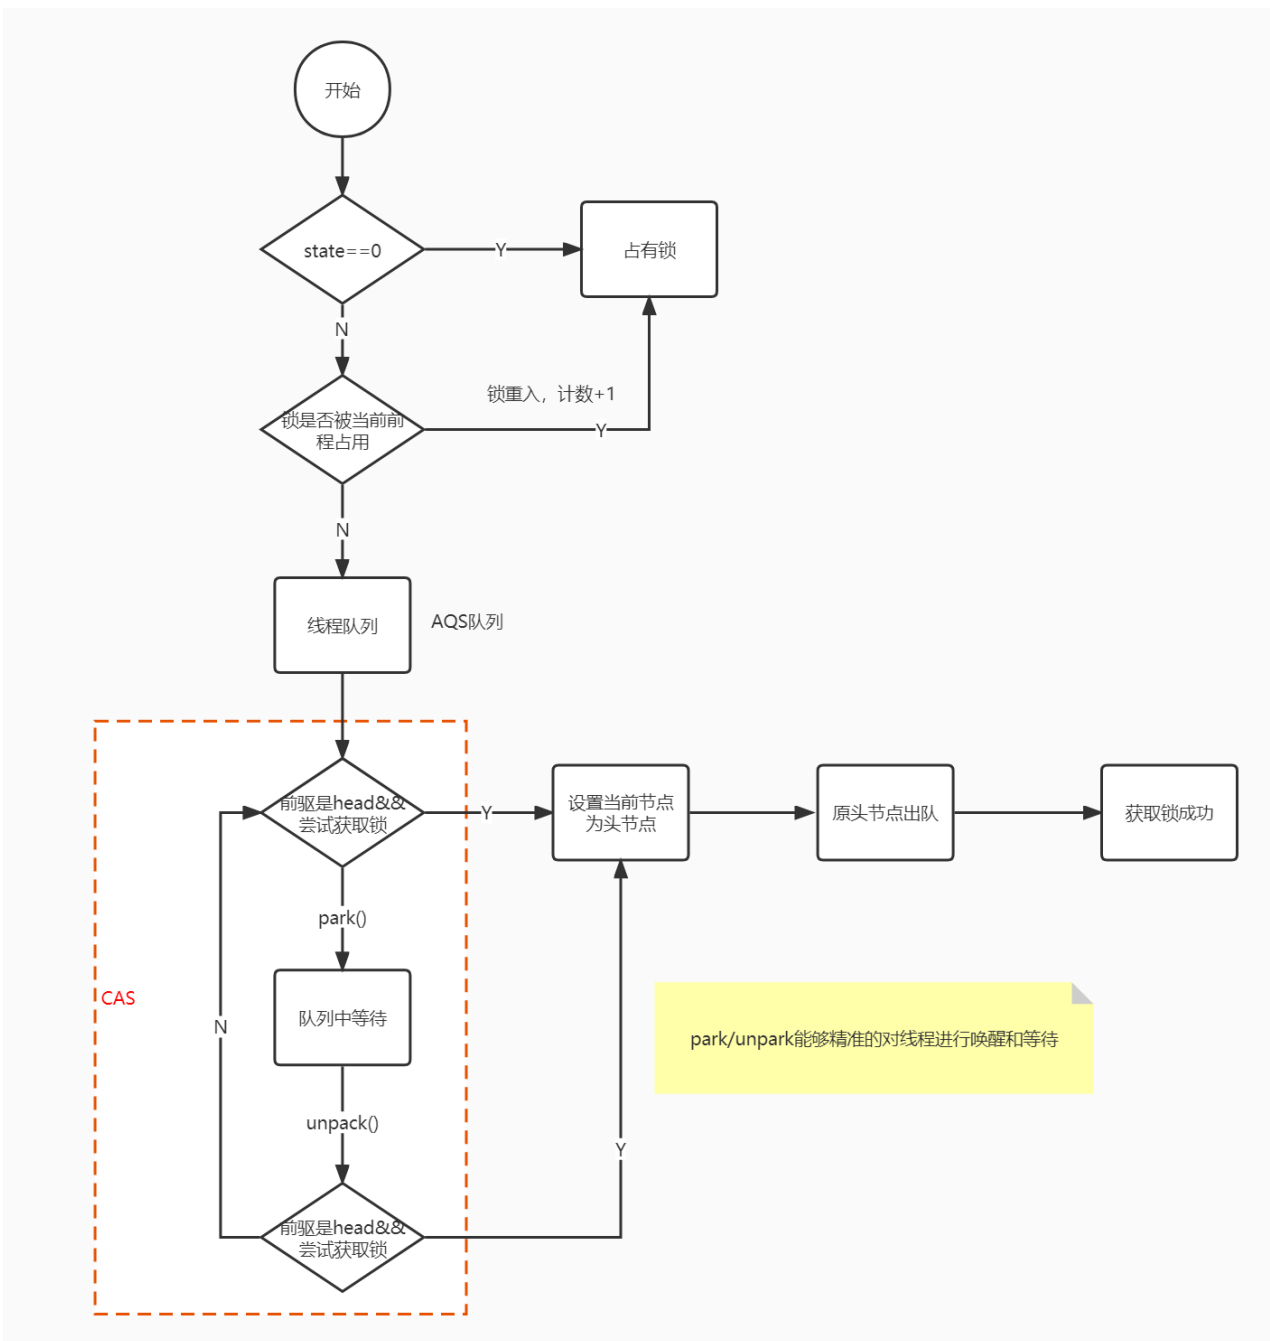 开始
state==0
Y
占有锁
N
锁重入，计数+1
锁是否被当前前
程占用
Y
N
线程队列
AQS队列
前驱是head&&
尝试获取锁
Y
设置当前节点
为头节点
原头节点出队
获取锁成功
park()
CAS
队列中等待
N
park/unpark能够精准的对线程进行唤醒和等待
unpack()
Y
前驱是head&&
尝试获取锁